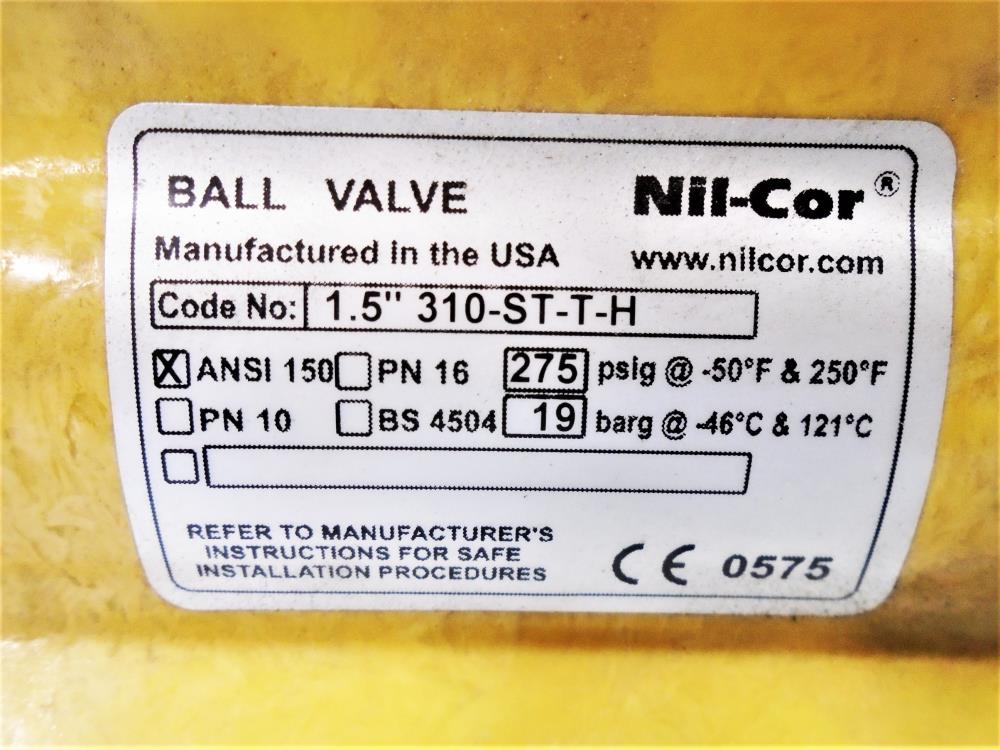 BALL VALVE Nil-Cor®
Manufactured in the USA www.nilcor.com
Code No: 1.5" 310-ST-T-H
X ANSI 150 PN 16 275 psig @ -50°F & 250°F
PN 10 BS 4504 19 barg @ -46°C & 121°C
REFER TO MANUFACTURER'S
INSTRUCTIONS FOR SAFE
INSTALLATION PROCEDURES
CE 0575